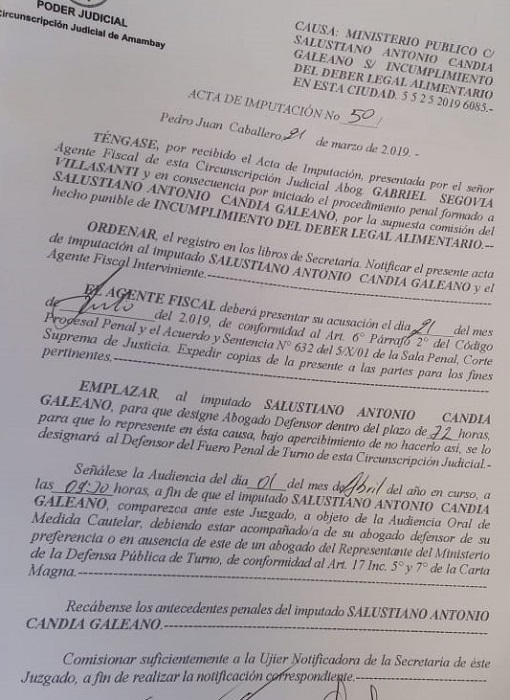 PODER JUDICIAL
Circunscripción Judicial de Amambay
CAUSA: MINISTERIO PUBLICO C/
SALUSTIANO ANTONIO CANDIA
GALEANO S/ INCUMPLIMIENTO
DEL DEBER LEGAL ALIMENTARIO
EN ESTA CIUDAD. 5 5 2 5 2019 6085.-
ACTA DE IMPUTACIÓN No 50/
Pedro Juan Caballero, 21 de marzo de 2.019. -
TÉNGASE, por recibido el Acta de Imputación, presentada por el señor
Agente Fiscal de esta Circunscripción Judicial Abog. GABRIEL SEGOVIA
VILLASANTI y en consecuencia por iniciado el procedimiento penal formado a
SALUSTIANO ANTONIO CANDIA GALEANO, por la supuesta comisión del
hecho punible de INCUMPLIMIENTO DEL DEBER LEGAL ALIMENTARIO.--
ORDENAR, el registro en los libros de Secretaría. Notificar el presente acta
de imputación al imputado SALUSTIANO ANTONIO CANDIA GALEANO y el
Agente Fiscal Interviniente.---
EL AGENTE FISCAL deberá presentar su acusación el día 21 del mes
de Julio del 2.019, de conformidad al Art. 6° Párrafo 2° del Código
Procesal Penal y el Acuerdo y Sentencia N° 632 del 5/X/01 de la Sala Penal, Corte
Suprema de Justicia. Expedir copias de la presente a las partes para los fines
pertinentes.---
EMPLAZAR, al imputado SALUSTIANO ANTONIO CANDIA
GALEANO, para que designe Abogado Defensor dentro del plazo de 72 horas,
para que lo represente en ésta causa, bajo apercibimiento de no hacerlo así, se lo
designará al Defensor del Fuero Penal de Turno de esta Circunscripción Judicial.-
Señálese la Audiencia del día 01 del mes de Abril del año en curso, a
las horas, a fin de que el imputado SALUSTIANO ANTONIO CANDIA
GALEANO, comparezca ante este Juzgado, a objeto de la Audiencia Oral de
Medida Cautelar, debiendo estar acompañado/a de su abogado defensor de su
preferencia o en ausencia de este de un abogado del Representante del Ministerio
de la Defensa Pública de Turno, de conformidad al Art. 17 Inc. 5° y 7° de la Carta
Magna.---
Recábense los antecedentes penales del imputado SALUSTIANO ANTONIO
CANDIA GALEANO.---
Comisionar suficientemente a la Ujier Notificadora de la Secretaria de éste
Juzgado, a fin de realizar la notificación correspondiente.---